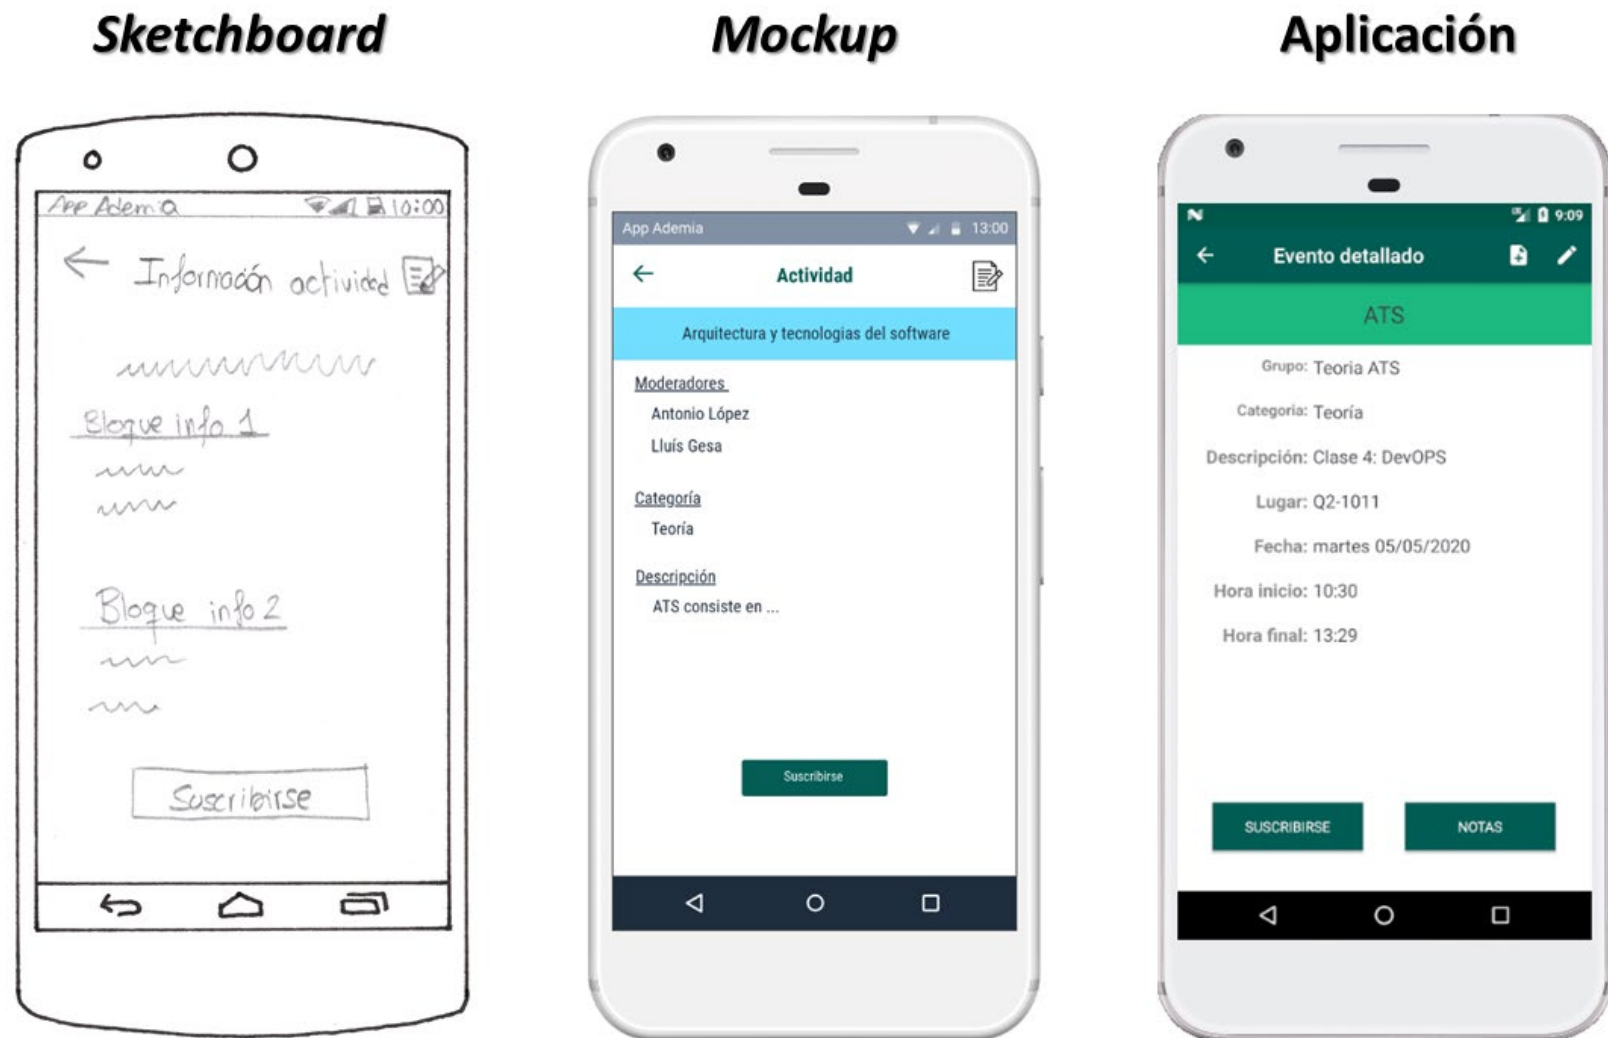 Sketchboard
Mockup
Aplicación
App Ademia
10:00
Información actividad
Bloque info 1
Bloque info 2
Suscribirse
App Ademia
13:00
Actividad
Arquitectura y tecnologias del software
Moderadores
Antonio López
Lluís Gesa
Categoría
Teoría
Descripción
ATS consiste en ...
Suscribirse
9:09
Evento detallado
ATS
Grupo: Teoria ATS
Categoria: Teoría
Descripción: Clase 4: DevOPS
Lugar: Q2-1011
Fecha: martes 05/05/2020
Hora inicio: 10:30
Hora final: 13:29
SUSCRIBIRSE
NOTAS